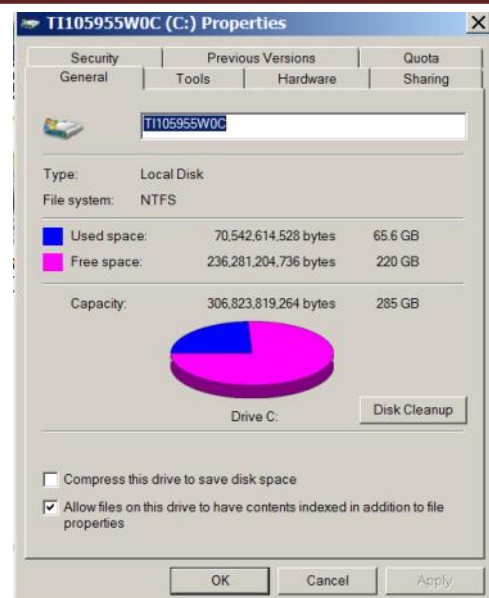 TI105955W0C (C:) Properties
Security Previous Versions Quota
General Tools Hardware Sharing
TI105955W0C
Type: Local Disk
File system: NTFS
Used space: 70,542,614,528 bytes 65.6 GB
Free space: 236,281,204,736 bytes 220 GB
Capacity: 306,823,819,264 bytes 285 GB
Drive C:
Disk Cleanup
Compress this drive to save disk space
Allow files on this drive to have contents indexed in addition to file
properties
OK Cancel Apply